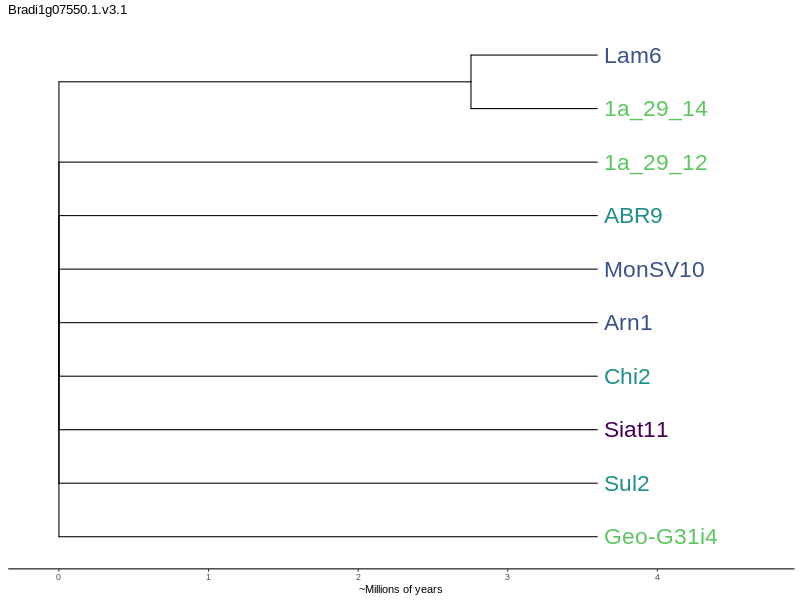 Bradi1g07550.1.v3.1
Lam6
1a_29_14
1a_29_12
ABR9
MonSV10
Arn1
Chi2
Siat11
Sul2
Geo-G31i4
0 1 2 3 4
~Millions of years